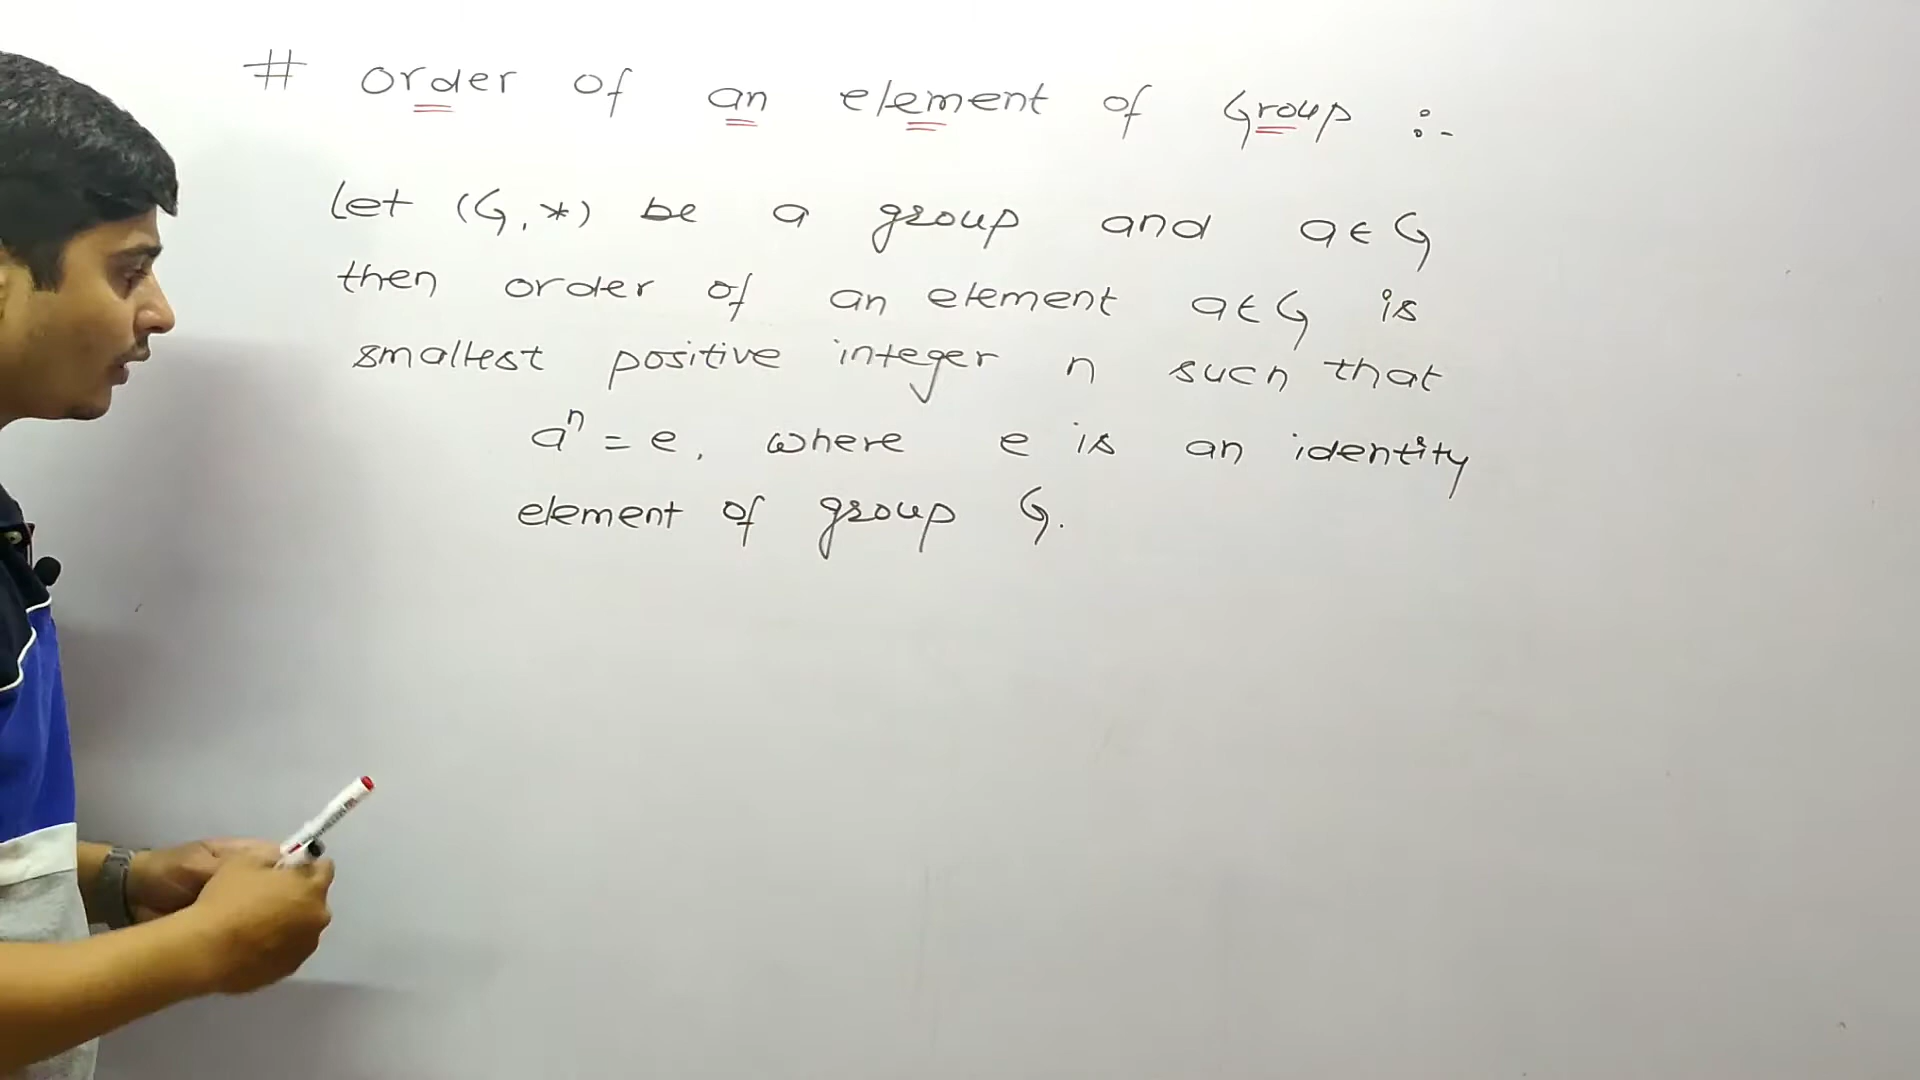 # order of an element of Group :-
Let (G, *) be a group and a ∈ G
then order of an element a ∈ G is
smallest positive integer n such that
aⁿ = e, where e is an identity
element of group G.